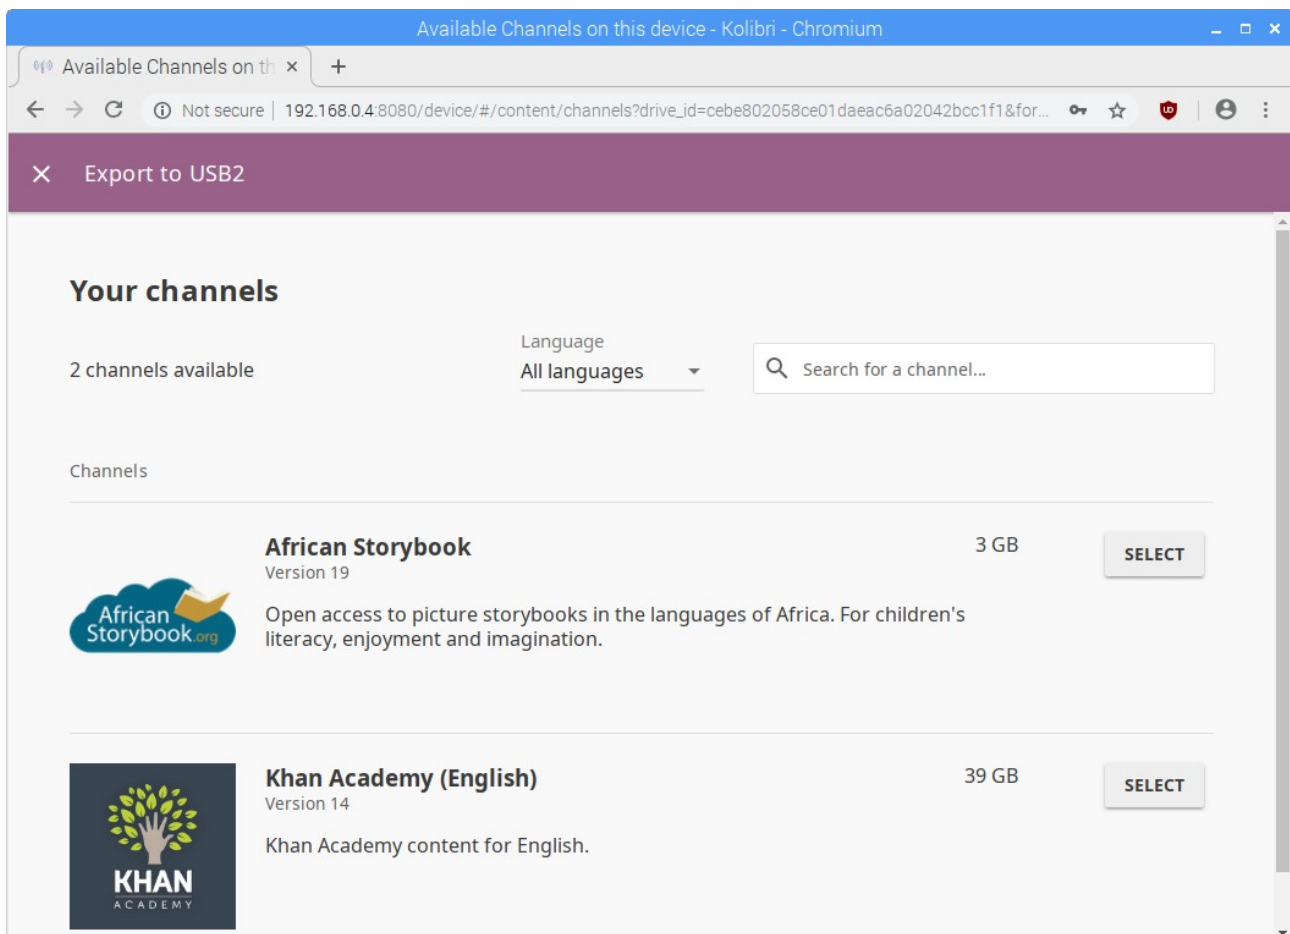 Available Channels on this device - Kolibri - Chromium
Available Channels on th
Not secure | 192.168.0.4:8080/device/#/content/channels?drive_id=cebe802058ce01daeac6a02042bcc1f1&for...
Export to USB2
Your channels
Language
2 channels available
All languages
Search for a channel...
Channels
African Storybook
3 GB
SELECT
Version 19
African
Storybook.org
Open access to picture storybooks in the languages of Africa. For children's
literacy, enjoyment and imagination.
Khan Academy (English)
39 GB
SELECT
Version 14
Khan Academy content for English.
KHAN
ACADEMY